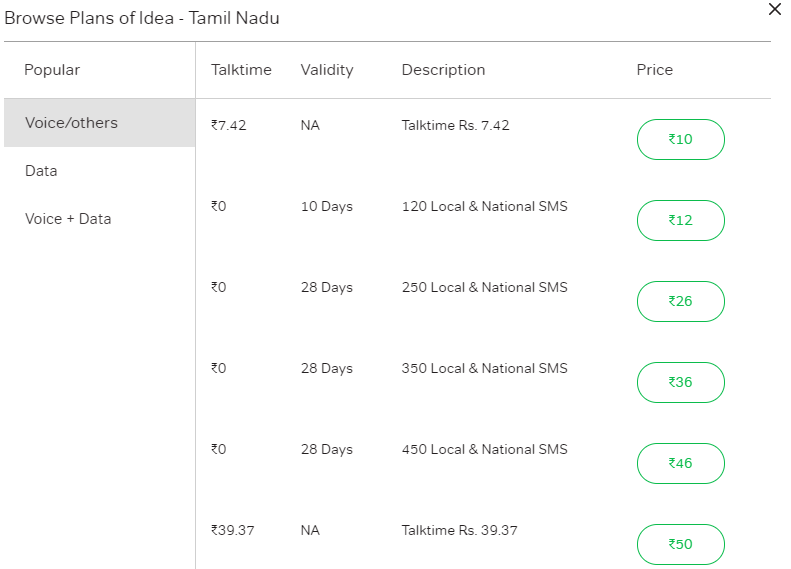 Browse Plans of Idea - Tamil Nadu
Popular Talktime Validity Description Price
Voice/others ₹7.42 NA Talktime Rs. 7.42 ₹10
Data
₹0 10 Days 120 Local & National SMS ₹12
Voice + Data
₹0 28 Days 250 Local & National SMS ₹26
₹0 28 Days 350 Local & National SMS ₹36
₹0 28 Days 450 Local & National SMS ₹46
₹39.37 NA Talktime Rs. 39.37 ₹50